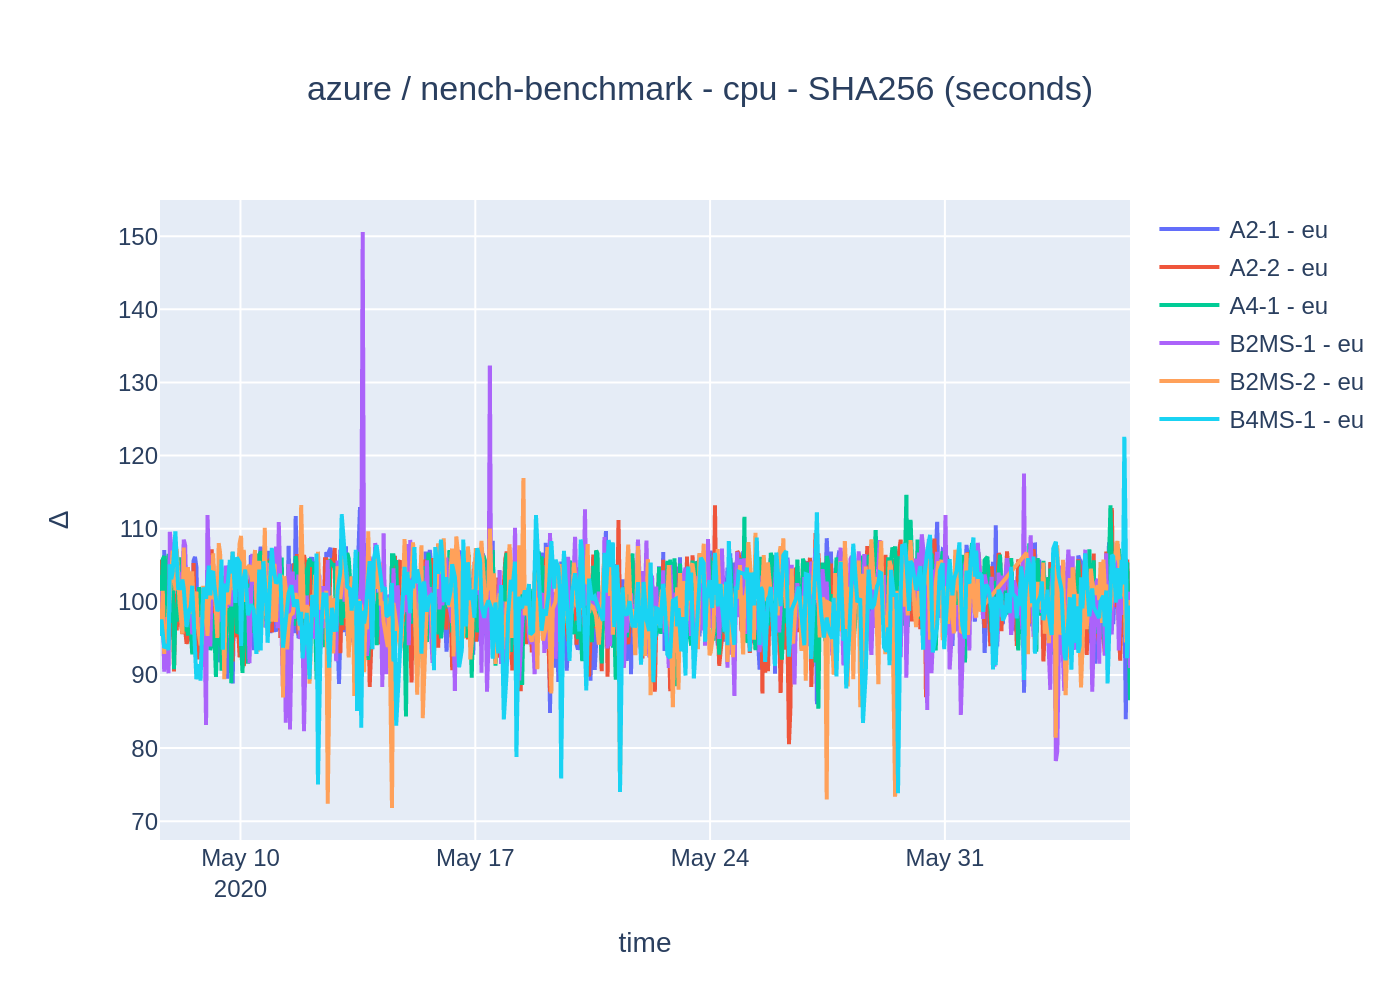 azure / nench-benchmark - cpu - SHA256 (seconds)
150
140
130
120
110
100
90
80
70
Δ
May 10
2020
May 17
May 24
May 31
time
A2-1 - eu
A2-2 - eu
A4-1 - eu
B2MS-1 - eu
B2MS-2 - eu
B4MS-1 - eu